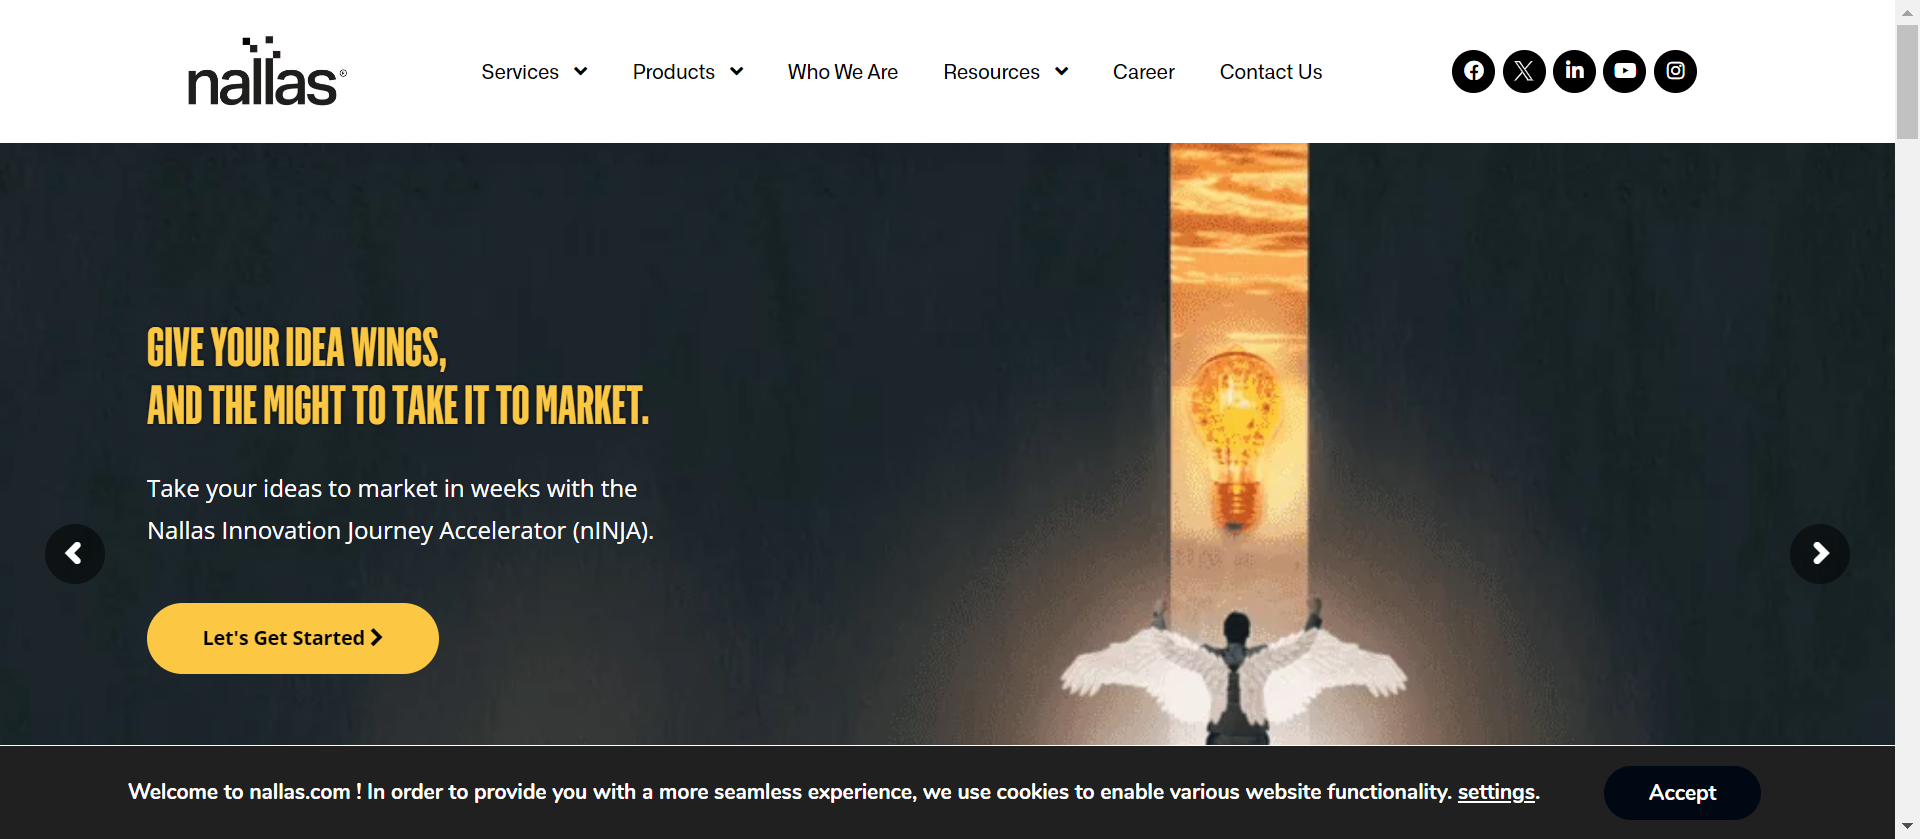 nallas®
Services
Products
Who We Are
Resources
Career
Contact Us
GIVE YOUR IDEA WINGS,
AND THE MIGHT TO TAKE IT TO MARKET.
Take your ideas to market in weeks with the
Nallas Innovation Journey Accelerator (nINJA).
Let's Get Started
Welcome to nallas.com ! In order to provide you with a more seamless experience, we use cookies to enable various website functionality. settings.
Accept